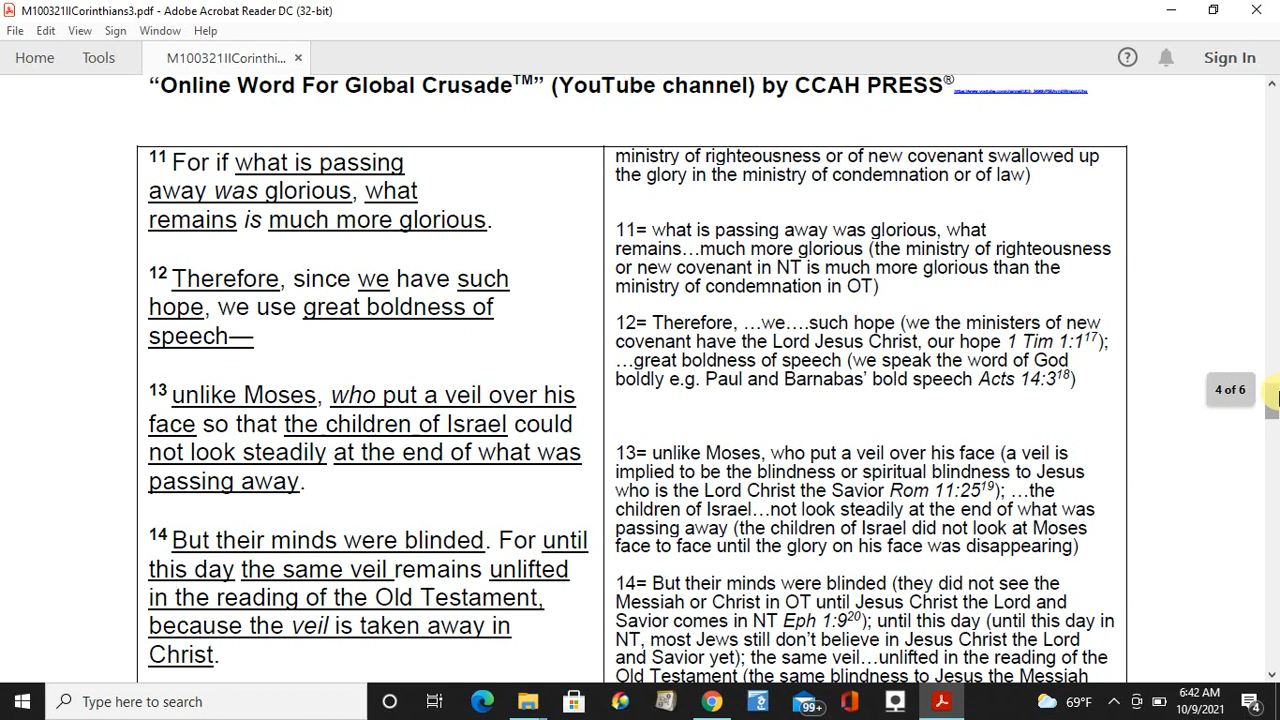 M100321IICorinthians3.pdf - Adobe Acrobat Reader DC (32-bit)
File Edit View Sign Window Help
Home Tools M100321IICorinthi... × Sign In
“Online Word For Global Crusade™” (YouTube channel) by CCAH PRESS®
11 For if what is passing
away was glorious, what
remains is much more glorious.
12 Therefore, since we have such
hope, we use great boldness of
speech—
13 unlike Moses, who put a veil over his
face so that the children of Israel could
not look steadily at the end of what was
passing away.
14 But their minds were blinded. For until
this day the same veil remains unlifted
in the reading of the Old Testament,
because the veil is taken away in
Christ.
ministry of righteousness or of new covenant swallowed up
the glory in the ministry of condemnation or of law)
11= what is passing away was glorious, what
remains…much more glorious (the ministry of righteousness
or new covenant in NT is much more glorious than the
ministry of condemnation in OT)
12= Therefore, …we….such hope (we the ministers of new
covenant have the Lord Jesus Christ, our hope 1 Tim 1:117);
…great boldness of speech (we speak the word of God
boldly e.g. Paul and Barnabas’ bold speech Acts 14:318)
13= unlike Moses, who put a veil over his face (a veil is
implied to be the blindness or spiritual blindness to Jesus
who is the Lord Christ the Savior Rom 11:2519); …the
children of Israel…not look steadily at the end of what was
passing away (the children of Israel did not look at Moses
face to face until the glory on his face was disappearing)
14= But their minds were blinded (they did not see the
Messiah or Christ in OT until Jesus Christ the Lord and
Savior comes in NT Eph 1:920); until this day (until this day in
NT, most Jews still don’t believe in Jesus Christ the Lord
and Savior yet); the same veil…unlifted in the reading of the
Old Testament (the same blindness to Jesus the Messiah
4 of 6
Type here to search
99+
69°F
6:42 AM
10/9/2021
4